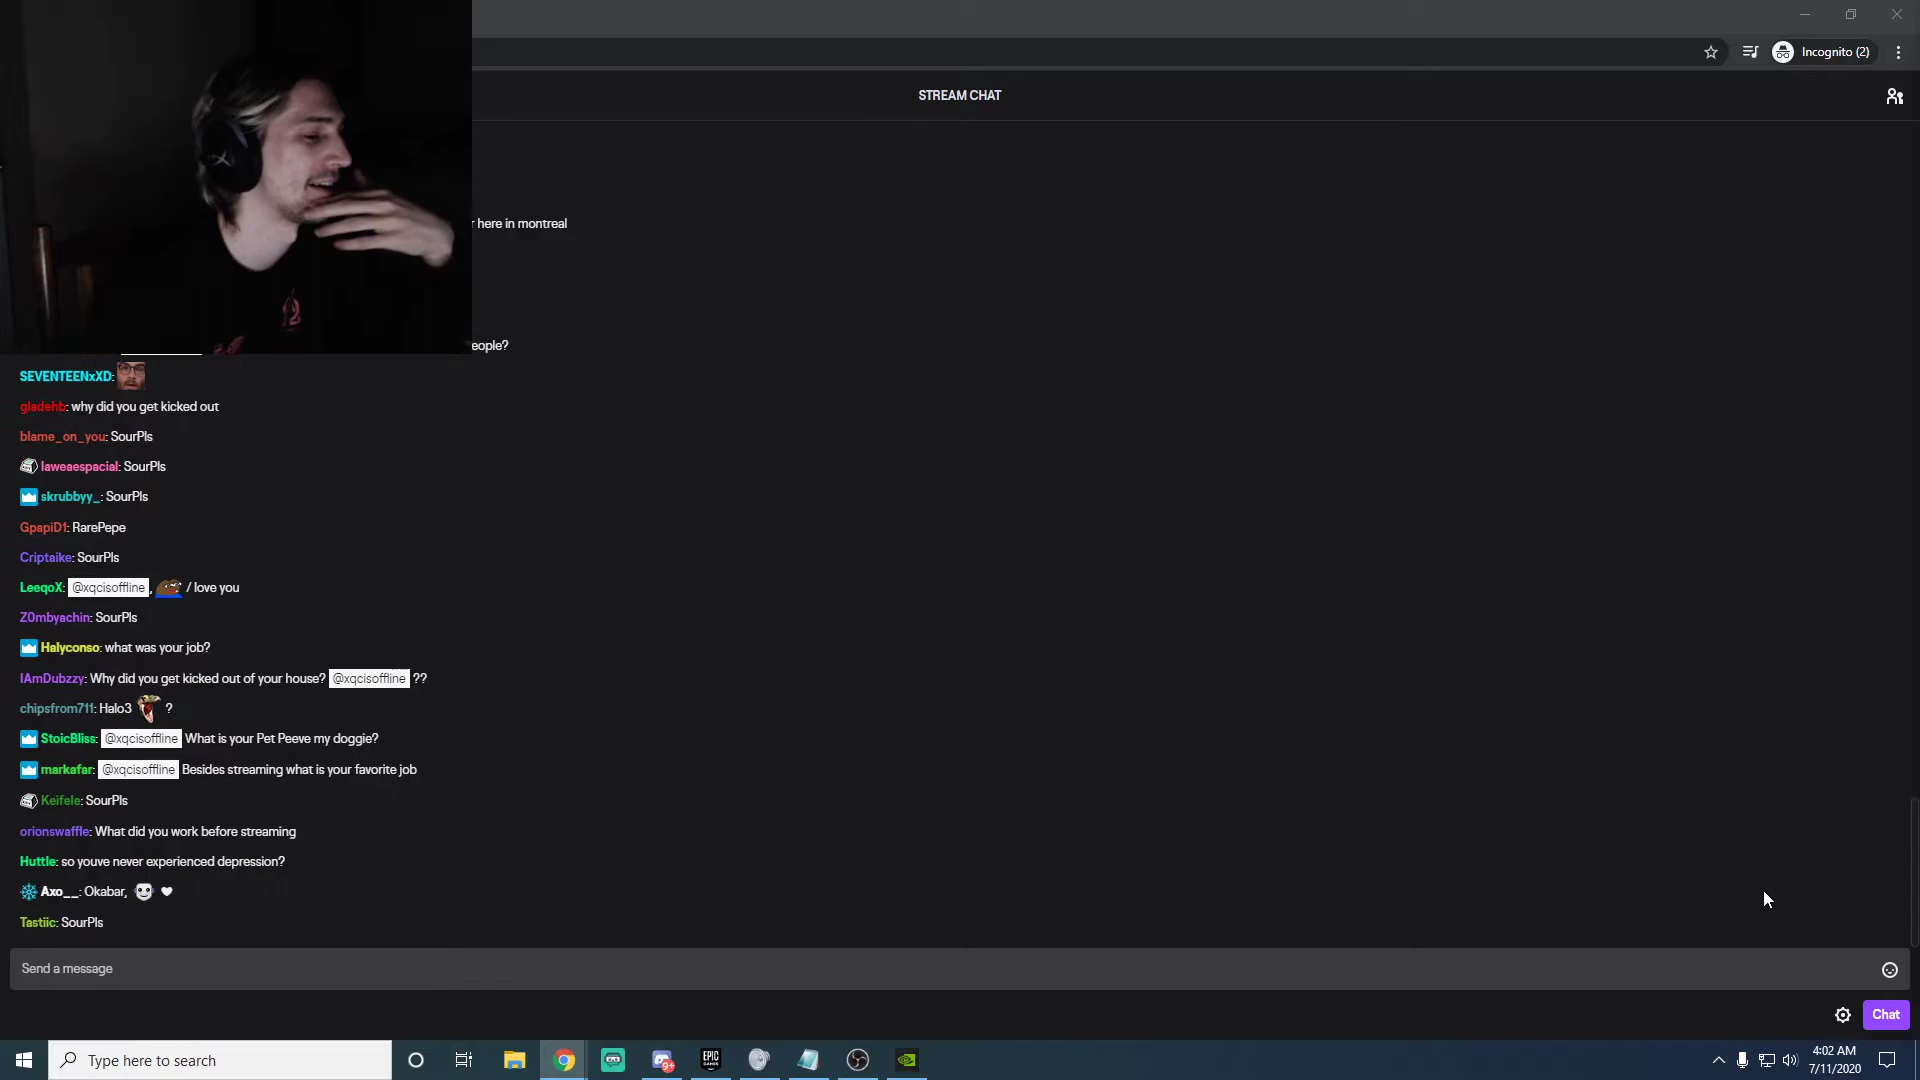 Incognito (2)
STREAM CHAT
here in montreal
eople?
SEVENTEENxXD:
gladehb: why did you get kicked out
blame_on_you: SourPls
laweaespacial: SourPls
skrubbyy_: SourPls
GpapiD1: RarePepe
Criptaike: SourPls
LeeqoX: @xqcisoffline, / love you
Z0mbyachin: SourPls
Halyconso: what was your job?
IAmDubzzy: Why did you get kicked out of your house? @xqcisoffline ??
chipsfrom711: Halo3 ?
StoicBliss: @xqcisoffline What is your Pet Peeve my doggie?
markafar: @xqcisoffline Besides streaming what is your favorite job
Keifele: SourPls
orionswaffle: What did you work before streaming
Huttle: so youve never experienced depression?
Axo__: Okabar,
Tastiic: SourPls
Send a message
Chat
Type here to search
9+
EPIC
GAMES
4:02 AM
7/11/2020